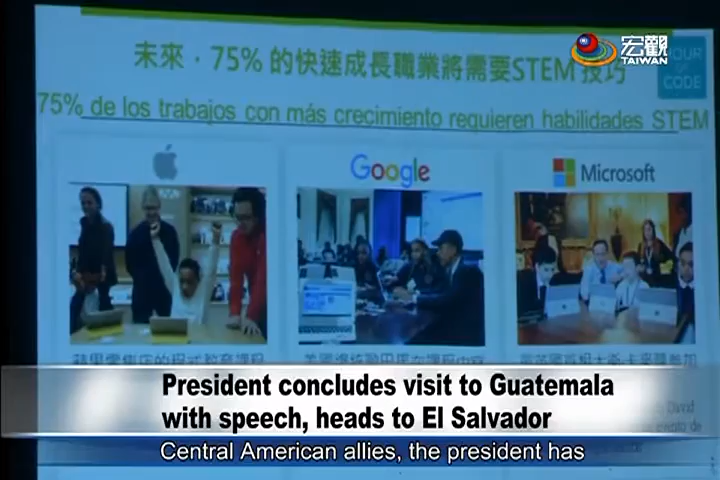 未來，75% 的快速成長職業將需要STEM 技巧
宏觀
TAIWAN
HOUR
CODE
75% de los trabajos con más crecimiento requieren habilidades STEM
Google
Microsoft
President concludes visit to Guatemala
with speech, heads to El Salvador
Central American allies, the president has